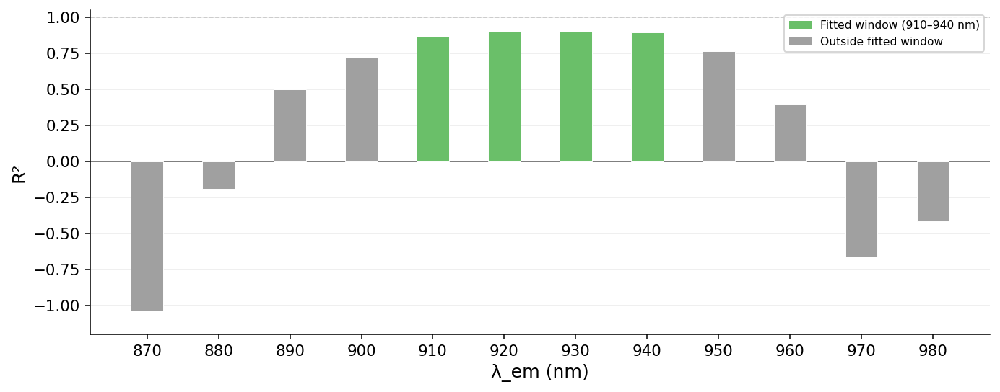 1.00
0.75
0.50
0.25
0.00
−0.25
−0.50
−0.75
−1.00
R²
Fitted window (910–940 nm)
Outside fitted window
870 880 890 900 910 920 930 940 950 960 970 980
λ_em (nm)